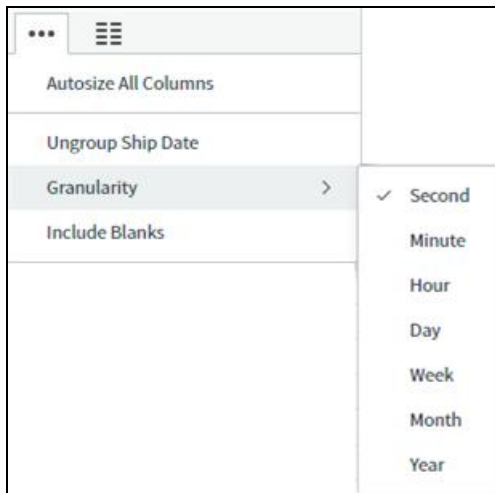 Autosize All Columns
Ungroup Ship Date
Granularity
Include Blanks
Second
Minute
Hour
Day
Week
Month
Year